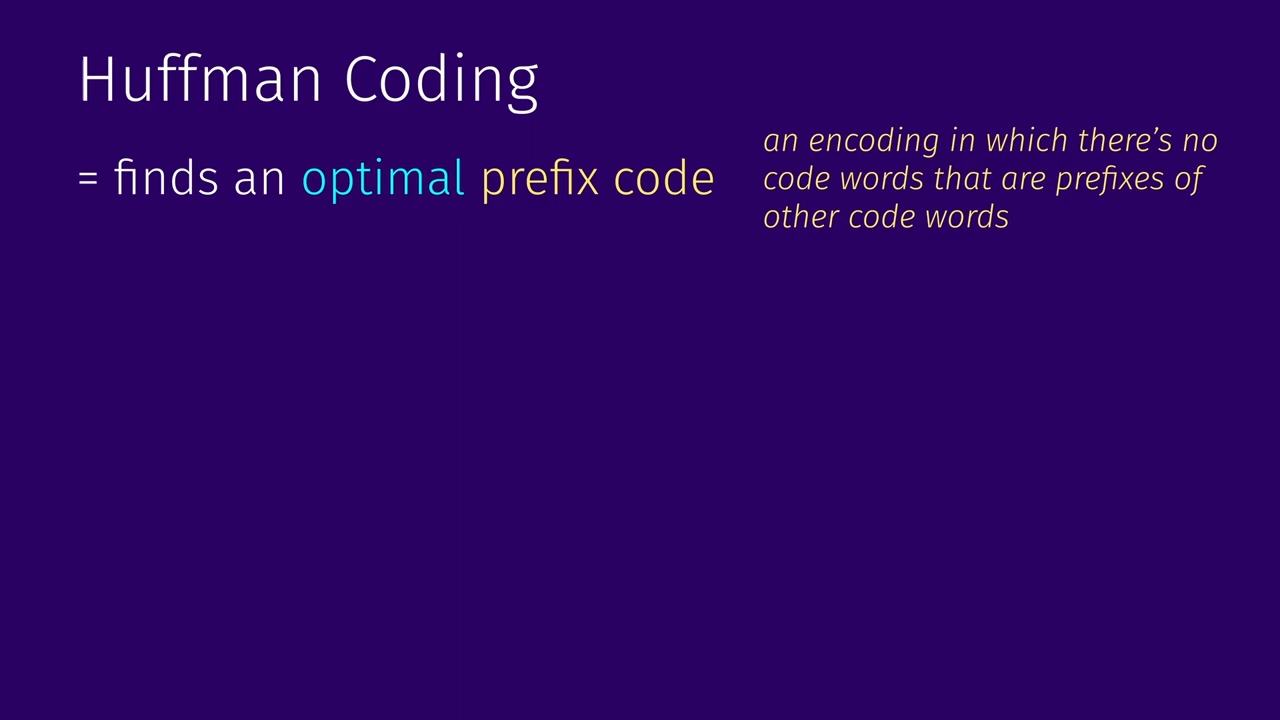 Huffman Coding
= finds an optimal prefix code
an encoding in which there’s no
code words that are prefixes of
other code words